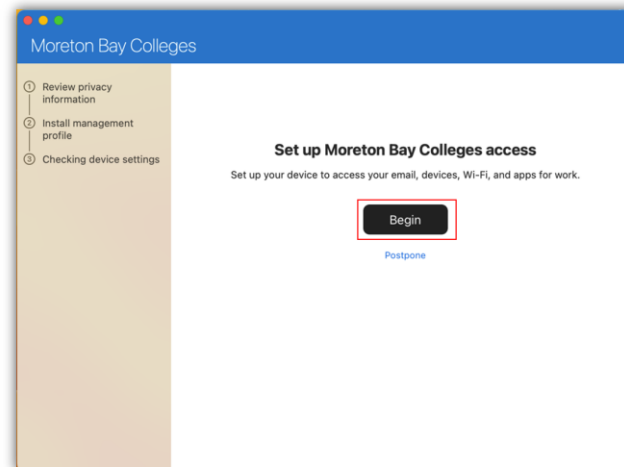 Moreton Bay Colleges
1 Review privacy
information
2 Install management
profile
3 Checking device settings
Set up Moreton Bay Colleges access
Set up your device to access your email, devices, Wi-Fi, and apps for work.
Begin
Postpone